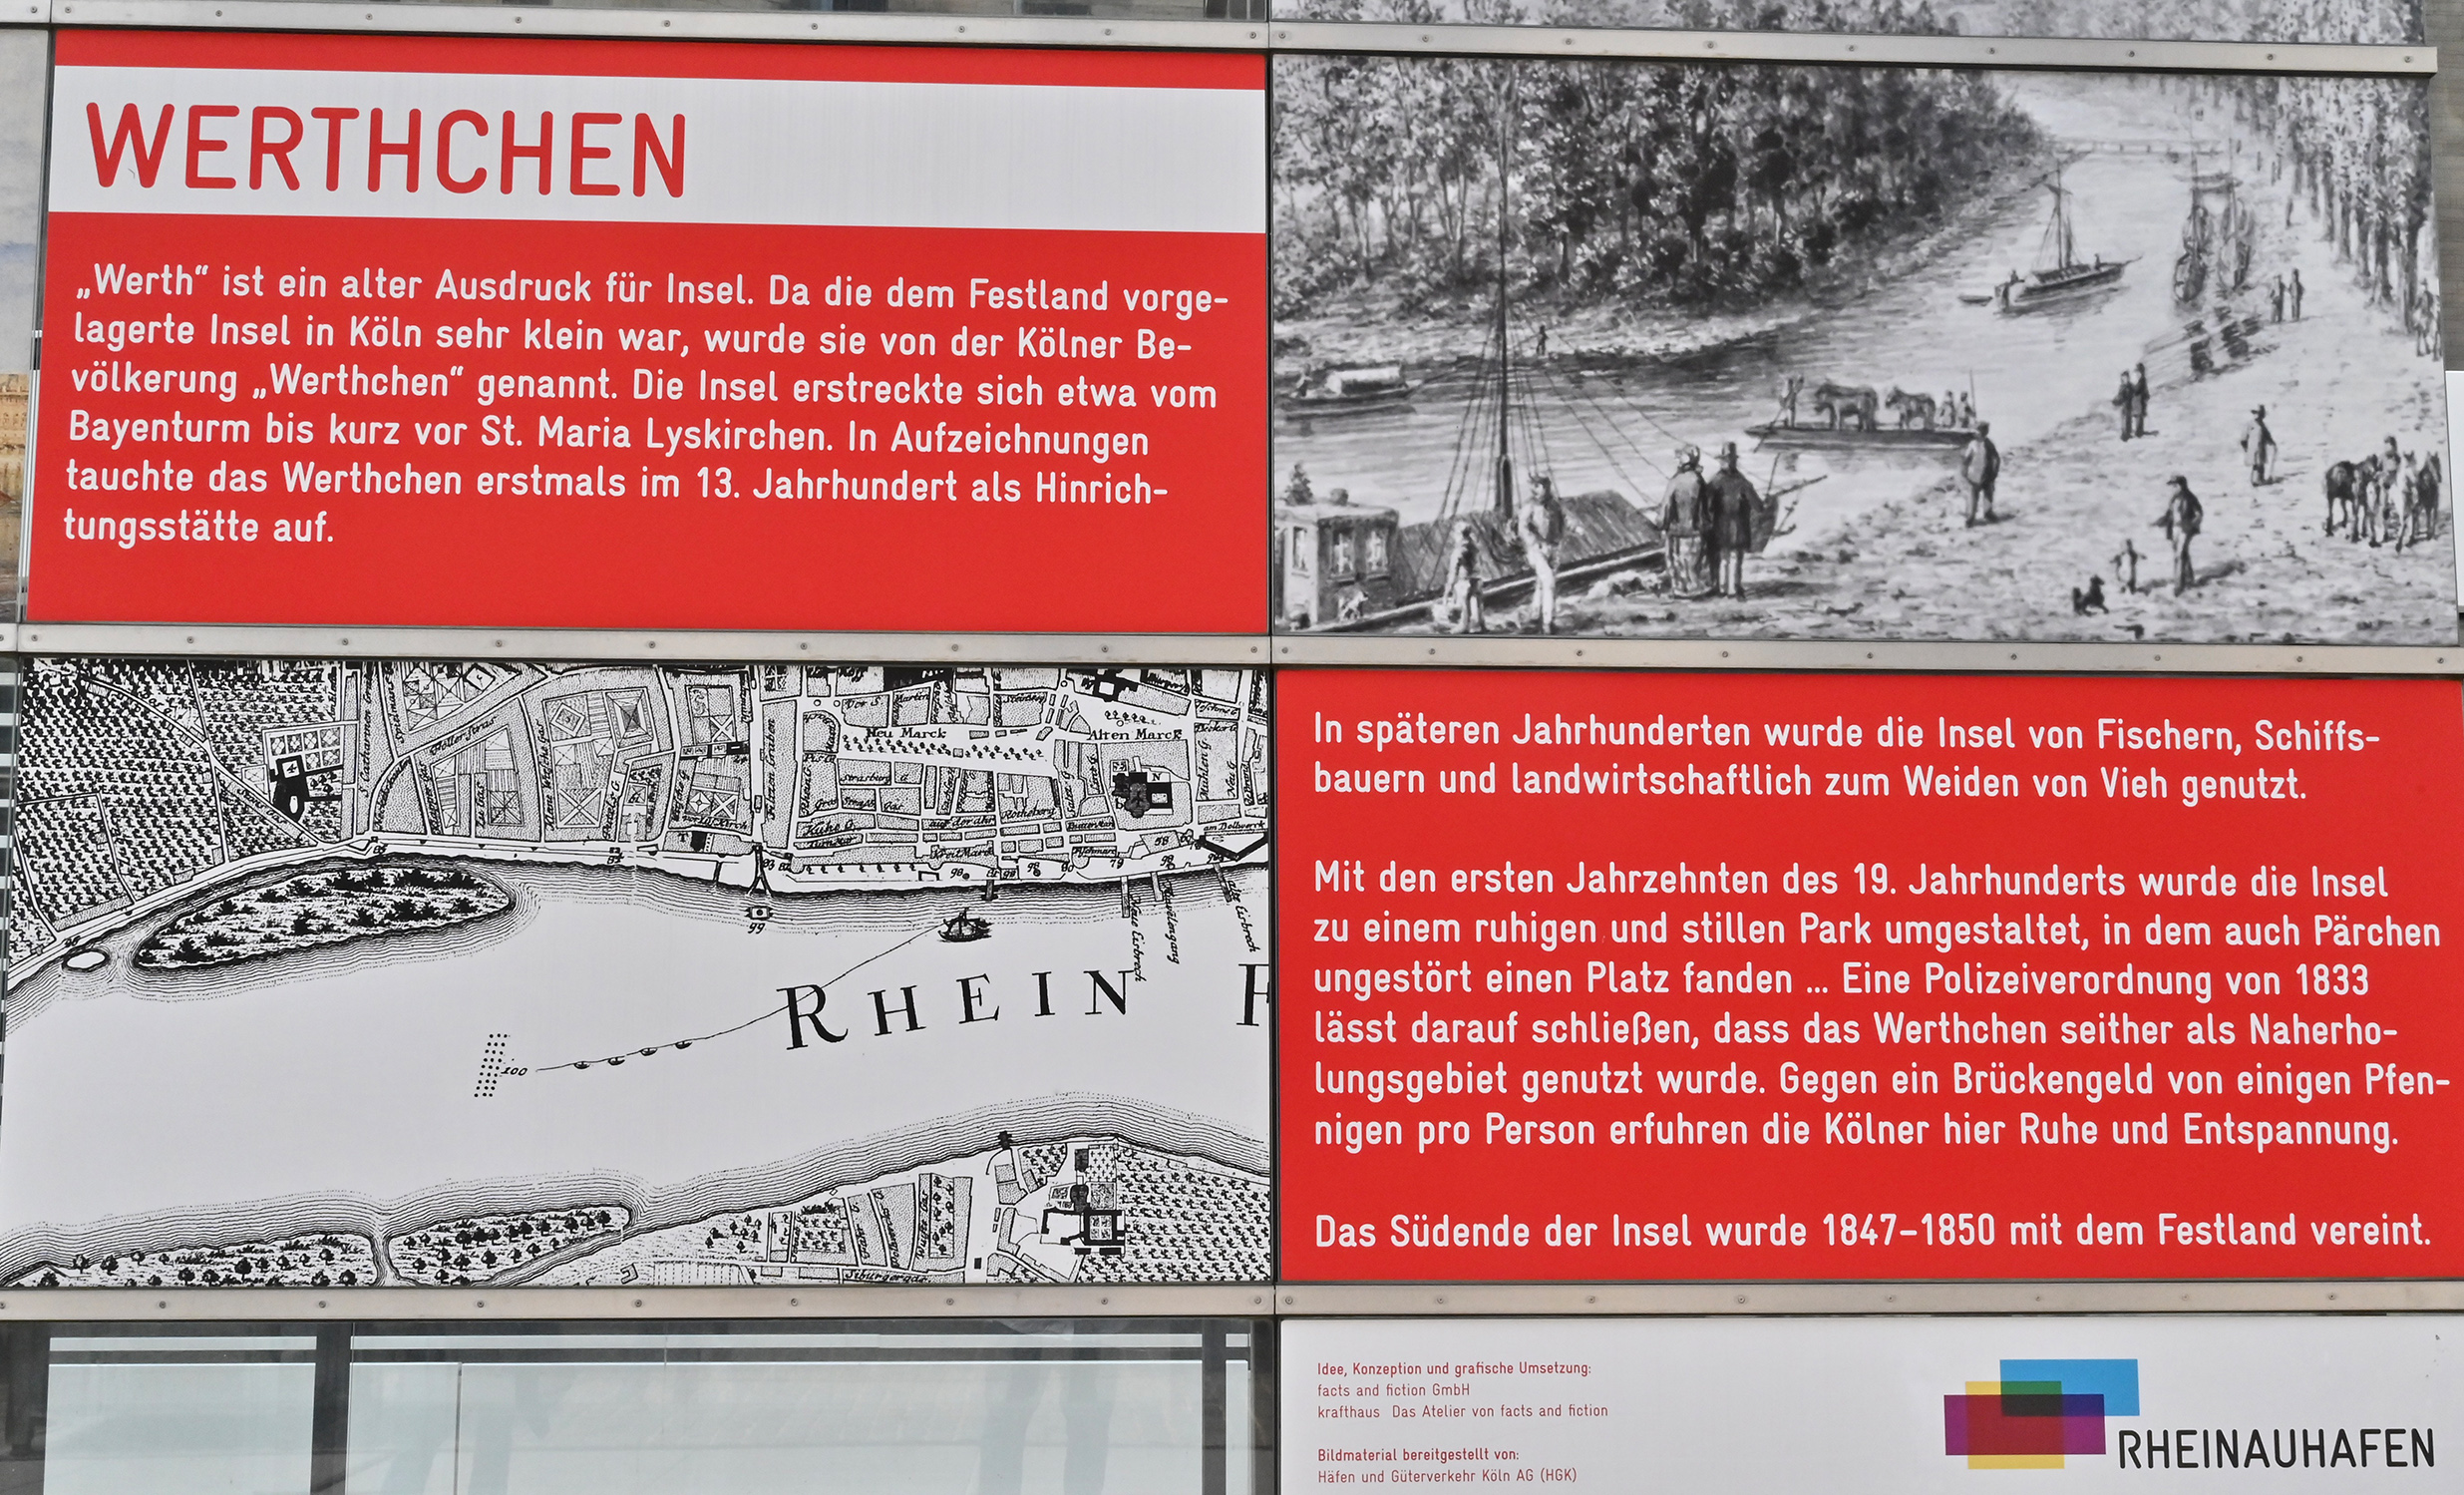 WERTHCHEN
„Werth“ ist ein alter Ausdruck für Insel. Da die dem Festland vorge-
lagerte Insel in Köln sehr klein war, wurde sie von der Kölner Be-
völkerung „Werthchen“ genannt. Die Insel erstreckte sich etwa vom
Bayenturm bis kurz vor St. Maria Lyskirchen. In Aufzeichnungen
tauchte das Werthchen erstmals im 13. Jahrhundert als Hinrich-
tungsstätte auf.
Neu Marck
Alten Marck
99
100
RHEIN
In späteren Jahrhunderten wurde die Insel von Fischern, Schiffs-
bauern und landwirtschaftlich zum Weiden von Vieh genutzt.
Mit den ersten Jahrzehnten des 19. Jahrhunderts wurde die Insel
zu einem ruhigen und stillen Park umgestaltet, in dem auch Pärchen
ungestört einen Platz fanden ... Eine Polizeiverordnung von 1833
lässt darauf schließen, dass das Werthchen seither als Naherho-
lungsgebiet genutzt wurde. Gegen ein Brückengeld von einigen Pfen-
nigen pro Person erfuhren die Kölner hier Ruhe und Entspannung.
Das Südende der Insel wurde 1847–1850 mit dem Festland vereint.
Idee, Konzeption und grafische Umsetzung:
facts and fiction GmbH
krafthaus Das Atelier von facts and fiction
Bildmaterial bereitgestellt von:
Häfen und Güterverkehr Köln AG (HGK)
RHEINAUHAFEN